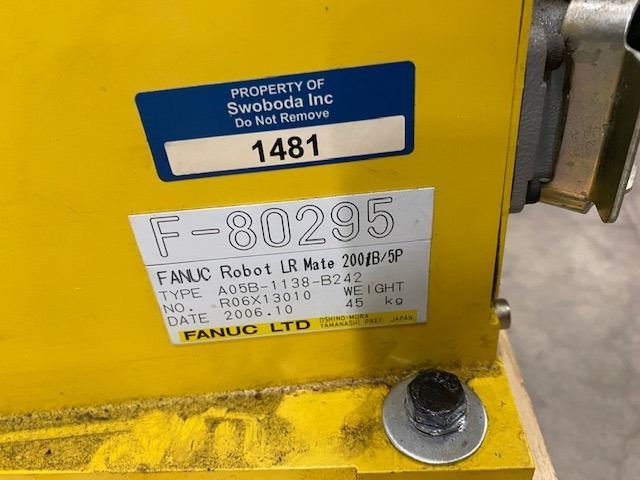 PROPERTY OF
Swoboda Inc
Do Not Remove
1481
F-80295
FANUC Robot LR Mate 200iB/5P
TYPE A05B-1138-B242
NO. R06X13010 WEIGHT
DATE 2006.10 45 kg
FANUC LTD OSHINO-MURA
YAMANASHI PREF. JAPAN